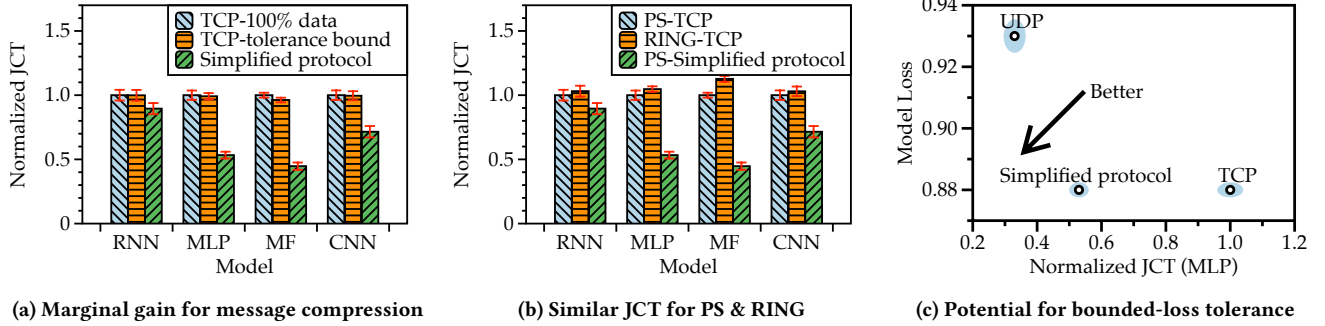 Normalized JCT
1.5
1.0
0.5
0
TCP-100% data
TCP-tolerance bound
Simplified protocol
RNN MLP MF CNN
Model
(a) Marginal gain for message compression
Normalized JCT
1.5
1.0
0.5
0
PS-TCP
RING-TCP
PS-Simplified protocol
RNN MLP MF CNN
Model
(b) Similar JCT for PS & RING
Model Loss
0.94
0.92
0.90
0.88
UDP
Better
Simplified protocol
TCP
0.2 0.4 0.6 0.8 1.0 1.2
Normalized JCT (MLP)
(c) Potential for bounded-loss tolerance